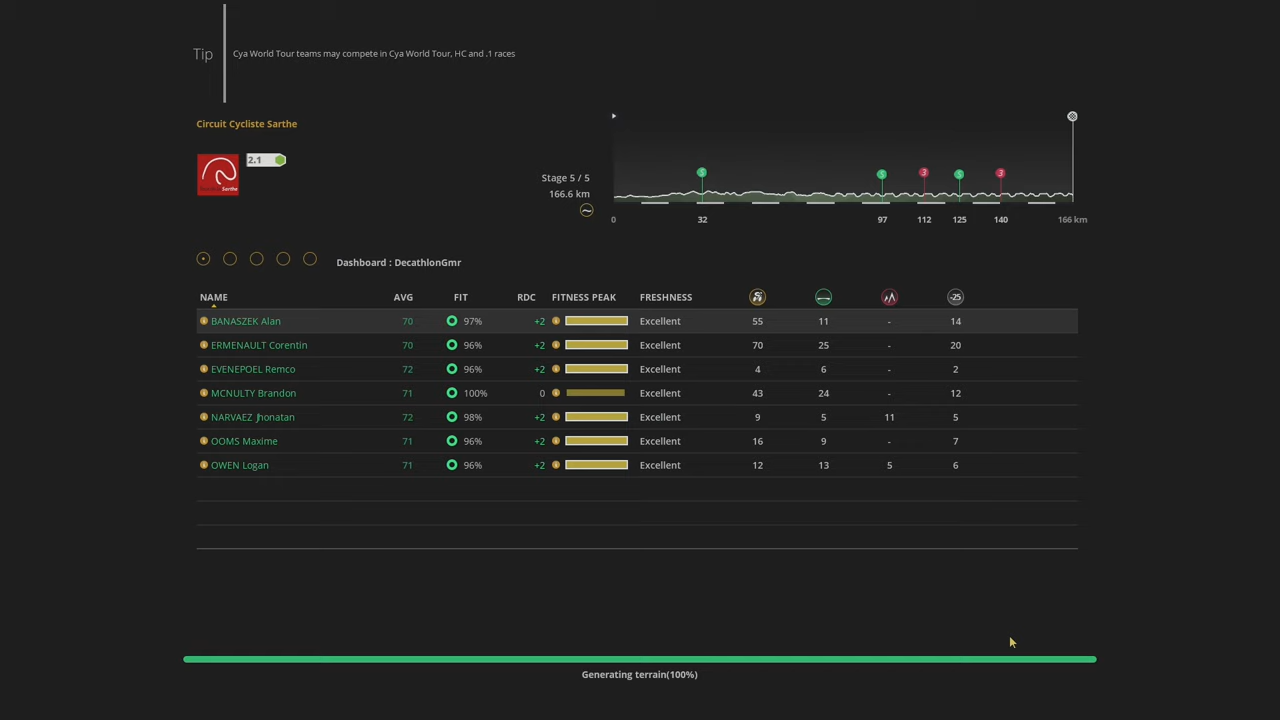 Tip
Cya World Tour teams may compete in Cya World Tour, HC and .1 races
Circuit Cycliste Sarthe
2.1
Sarthe
Stage 5 / 5
166.6 km
S S 3 S 3
0 32 97 112 125 140 166 km
Dashboard : DecathlonGmr
NAME AVG FIT RDC FITNESS PEAK FRESHNESS -25
BANASZEK Alan 70 97% +2 Excellent 55 11 - 14
ERMENAULT Corentin 70 96% +2 Excellent 70 25 - 20
EVENEPOEL Remco 72 96% +2 Excellent 4 6 - 2
MCNULTY Brandon 71 100% 0 Excellent 43 24 - 12
NARVAEZ Jhonatan 72 98% +2 Excellent 9 5 11 5
OOMS Maxime 71 96% +2 Excellent 16 9 - 7
OWEN Logan 71 96% +2 Excellent 12 13 5 6
Generating terrain(100%)